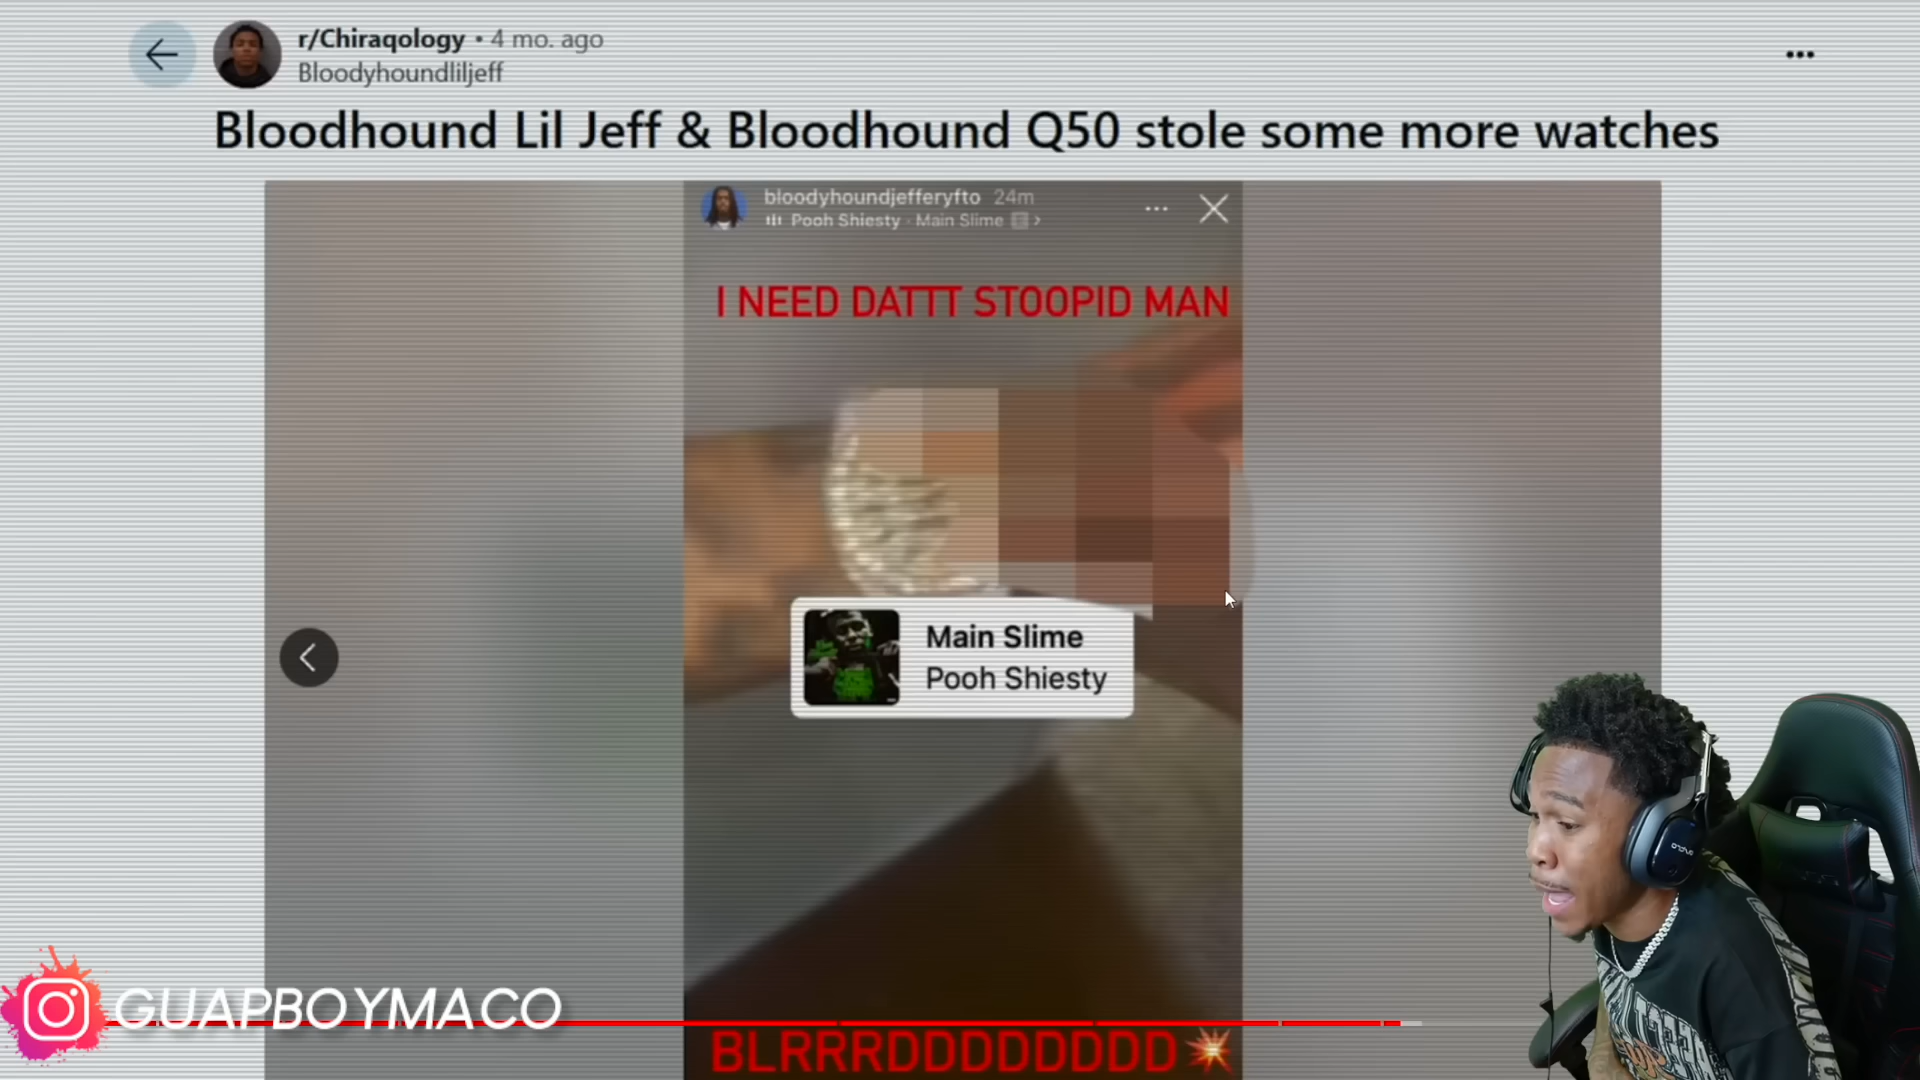 r/Chiraqology • 4 mo. ago
Bloodyhoundliljeff
Bloodhound Lil Jeff & Bloodhound Q50 stole some more watches
bloodyhoundjefferyfto 24m
Pooh Shiesty · Main Slime E
I NEED DATTT STOOPID MAN
Main Slime
Pooh Shiesty
GUAPBOYMACO
BLRRRDDDDDDDD